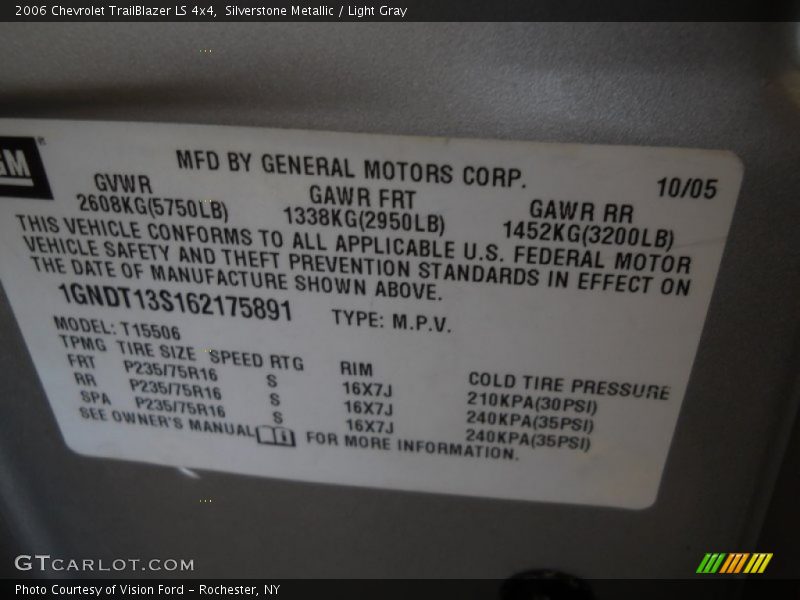 2006 Chevrolet TrailBlazer LS 4x4, Silverstone Metallic / Light Gray
GM
MFD BY GENERAL MOTORS CORP. 10/05
GVWR GAWR FRT GAWR RR
2608KG(5750LB) 1338KG(2950LB) 1452KG(3200LB)
THIS VEHICLE CONFORMS TO ALL APPLICABLE U.S. FEDERAL MOTOR
VEHICLE SAFETY AND THEFT PREVENTION STANDARDS IN EFFECT ON
THE DATE OF MANUFACTURE SHOWN ABOVE.
1GNDT13S162175891 TYPE: M.P.V.
MODEL: T15506
TPMG TIRE SIZE SPEED RTG RIM COLD TIRE PRESSURE
FRT P235/75R16 S 16X7J 210KPA(30PSI)
RR P235/75R16 S 16X7J 240KPA(35PSI)
SPA P235/75R16 S 16X7J 240KPA(35PSI)
SEE OWNER'S MANUAL FOR MORE INFORMATION.
GTCARLOT.COM
Photo Courtesy of Vision Ford - Rochester, NY